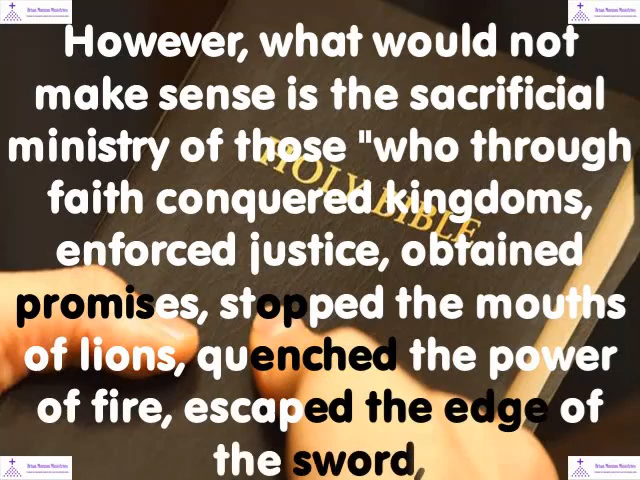 However, what would not
make sense is the sacrificial
ministry of those "who through
faith conquered kingdoms,
enforced justice, obtained
promises, stopped the mouths
of lions, quenched the power
of fire, escaped the edge of
the sword,
HOLY BIBLE